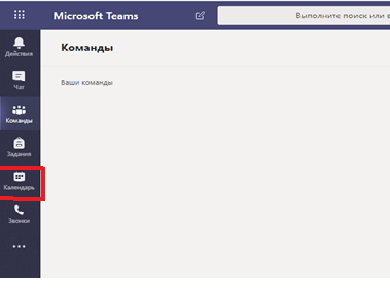 Microsoft Teams
Выполните поиск или в
Действия
Команды
Чат
Ваши команды
Команды
Задания
Календарь
Звонки